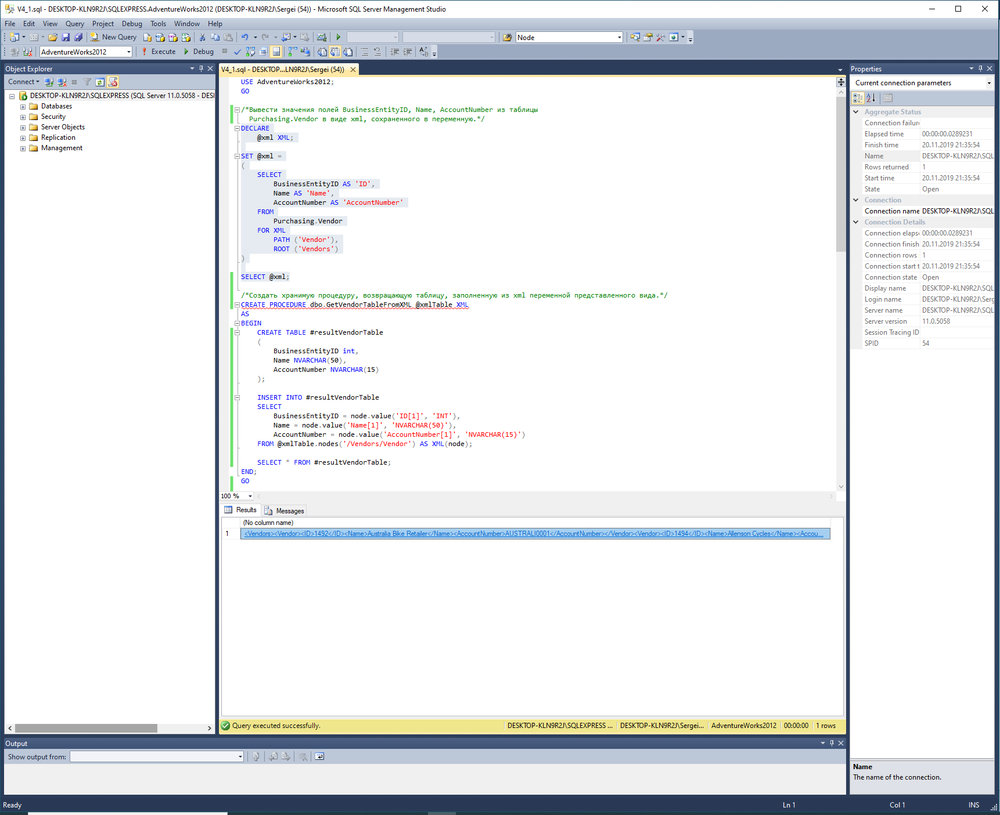 V4_1.sql - DESKTOP-KLN9R2J\SQLEXPRESS.AdventureWorks2012 (DESKTOP-KLN9R2J\Sergei (54)) - Microsoft SQL Server Management Studio
File Edit View Query Project Debug Tools Window Help
New Query
Node
AdventureWorks2012
Execute
Debug
Object Explorer
Connect
DESKTOP-KLN9R2J\SQLEXPRESS (SQL Server 11.0.5058 - DESI
Databases
Security
Server Objects
Replication
Management
V4_1.sql - DESKTOP...LN9R2J\Sergei (54))
USE AdventureWorks2012;
GO
/*Вывести значения полей BusinessEntityID, Name, AccountNumber из таблицы
Purchasing.Vendor в виде xml, сохраненного в переменную.*/
DECLARE
@xml XML;
SET @xml =
(
SELECT
BusinessEntityID AS 'ID',
Name AS 'Name',
AccountNumber AS 'AccountNumber'
FROM
Purchasing.Vendor
FOR XML
PATH ('Vendor'),
ROOT ('Vendors')
)
SELECT @xml;
/*Создать хранимую процедуру, возвращающую таблицу, заполненную из xml переменной представленного вида.*/
CREATE PROCEDURE dbo.GetVendorTableFromXML @xmlTable XML
AS
BEGIN
CREATE TABLE #resultVendorTable
(
BusinessEntityID int,
Name NVARCHAR(50),
AccountNumber NVARCHAR(15)
);
INSERT INTO #resultVendorTable
SELECT
BusinessEntityID = node.value('ID[1]', 'INT'),
Name = node.value('Name[1]', 'NVARCHAR(50)'),
AccountNumber = node.value('AccountNumber[1]', 'NVARCHAR(15)')
FROM @xmlTable.nodes('/Vendors/Vendor') AS XML(node);
SELECT * FROM #resultVendorTable;
END;
GO
100 %
Results Messages
(No column name)
1 <Vendors><Vendor><ID>1492</ID><Name>Australia Bike Retailer</Name><AccountNumber>AUSTRALI0001</AccountNumber></Vendor><Vendor><ID>1494</ID><Name>Allenson Cycles</Name><Accou...
Query executed successfully.
DESKTOP-KLN9R2J\SQLEXPRESS ... DESKTOP-KLN9R2J\Sergei... AdventureWorks2012 00:00:00 1 rows
Output
Show output from:
Properties
Current connection parameters
Aggregate Status
Connection failure
Elapsed time 00:00:00.0289231
Finish time 20.11.2019 21:35:54
Name DESKTOP-KLN9R2J\SQL
Rows returned 1
Start time 20.11.2019 21:35:54
State Open
Connection
Connection name DESKTOP-KLN9R2J\SQL
Connection Details
Connection elapse 00:00:00.0289231
Connection finish 20.11.2019 21:35:54
Connection rows 1
Connection start t 20.11.2019 21:35:54
Connection state Open
Display name DESKTOP-KLN9R2J\SQL
Login name DESKTOP-KLN9R2J\Serg
Server name DESKTOP-KLN9R2J\SQL
Server version 11.0.5058
Session Tracing ID
SPID 54
Name
The name of the connection.
Ready
Ln 1 Col 1 INS